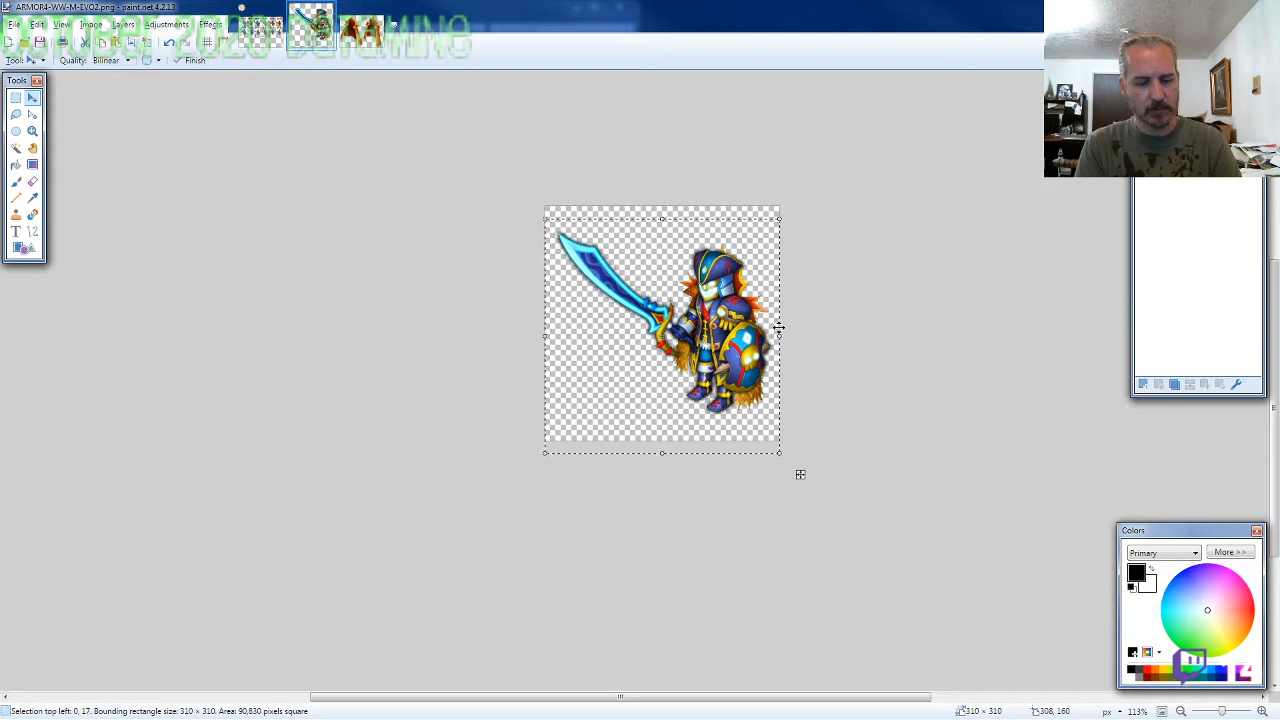 ARMOR4-WW-M-EVO2.png - paint.net 4.2.13
File Edit View Image Layers Adjustments Effects
Tool: Quality: Bilinear Finish
Tools
Colors
Primary More >>
Selection top left: 0, 17. Bounding rectangle size: 310 × 310. Area: 90,830 pixels square 310 × 310 308, 160 px 113%